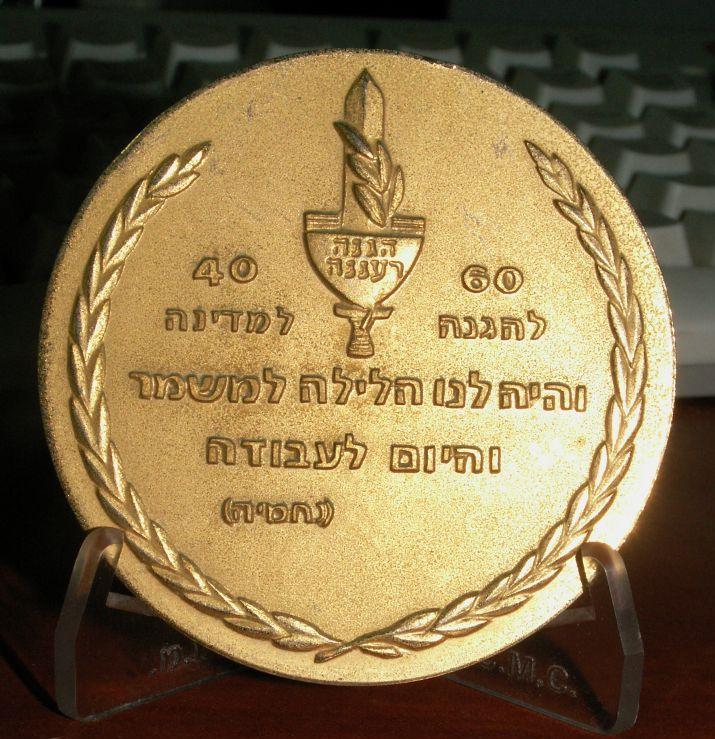 הגנה
רעננה
60 40
להגנה למדינה
והיה לנו הלילה למשמר
והיום לעבודה
(נחמיה)
.M.C.